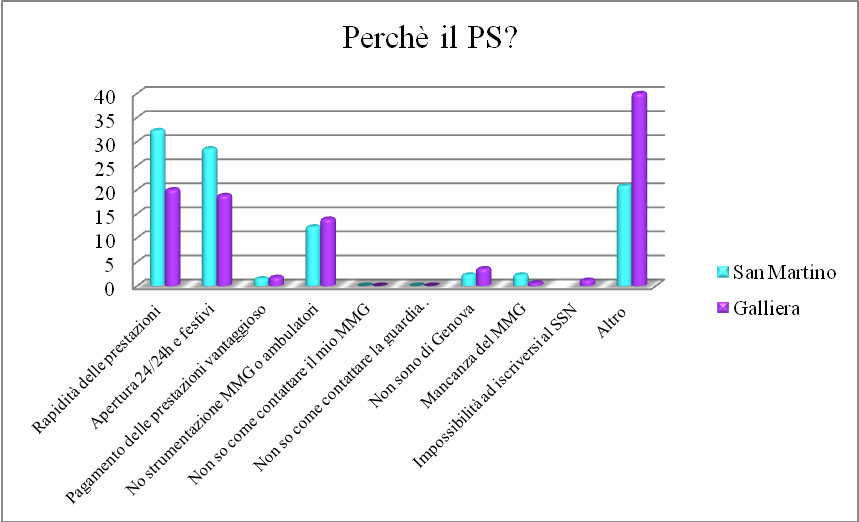 Perchè il PS?
40
35
30
25
20
15
10
5
0
Rapidità delle prestazioni
Apertura 24/24h e festivi
Pagamento delle prestazioni vantaggioso
No strumentazione MMG o ambulatori
Non so come contattare il mio MMG
Non so come contattare la guardia..
Non sono di Genova
Mancanza del MMG
Impossibilità ad iscriversi al SSN
Altro
San Martino
Galliera